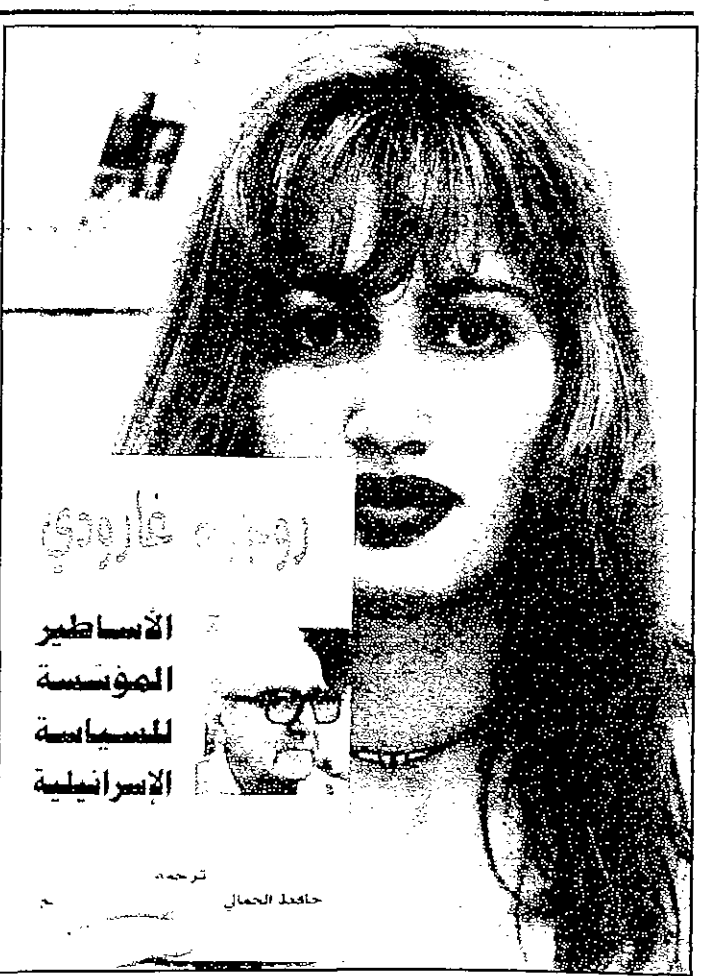 روجيه غارودي
الأساطير
المؤسسة
للسياسة
الإسرائيلية
ترجمة
حافظ الجمالي